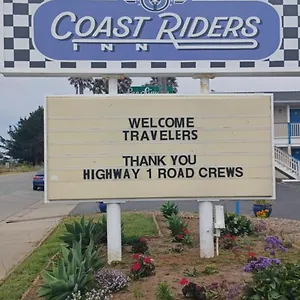 COAST RIDERS
INN
WELCOME
TRAVELERS
THANK YOU
HIGHWAY 1 ROAD CREWS